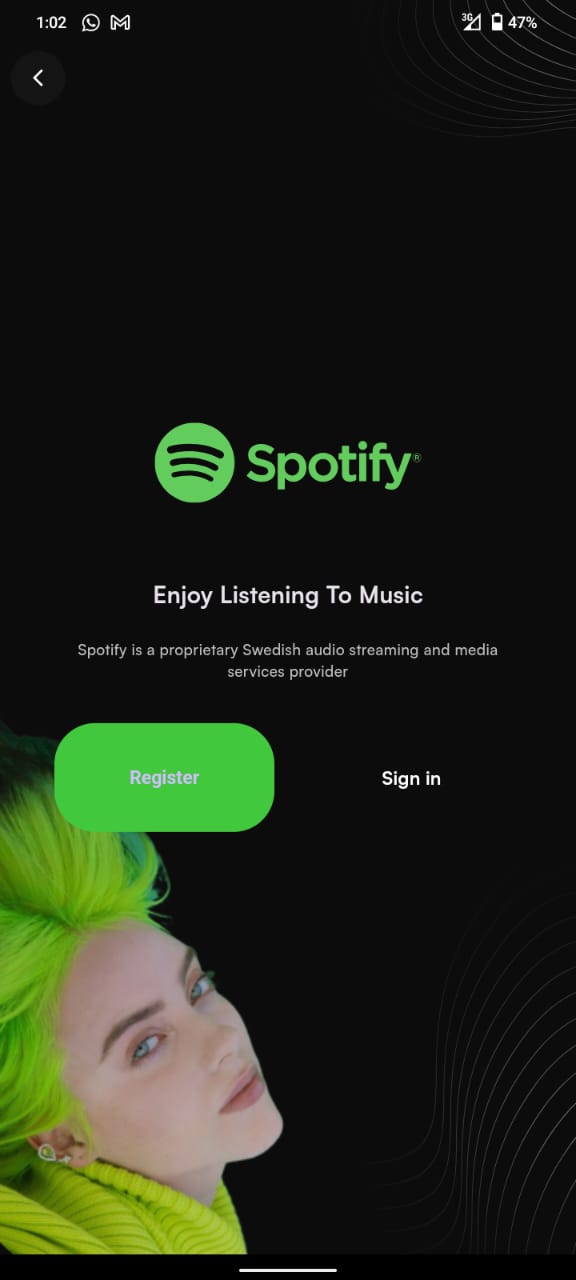 1:02
3G 47%
Spotify®
Enjoy Listening To Music
Spotify is a proprietary Swedish audio streaming and media
services provider
Register Sign in